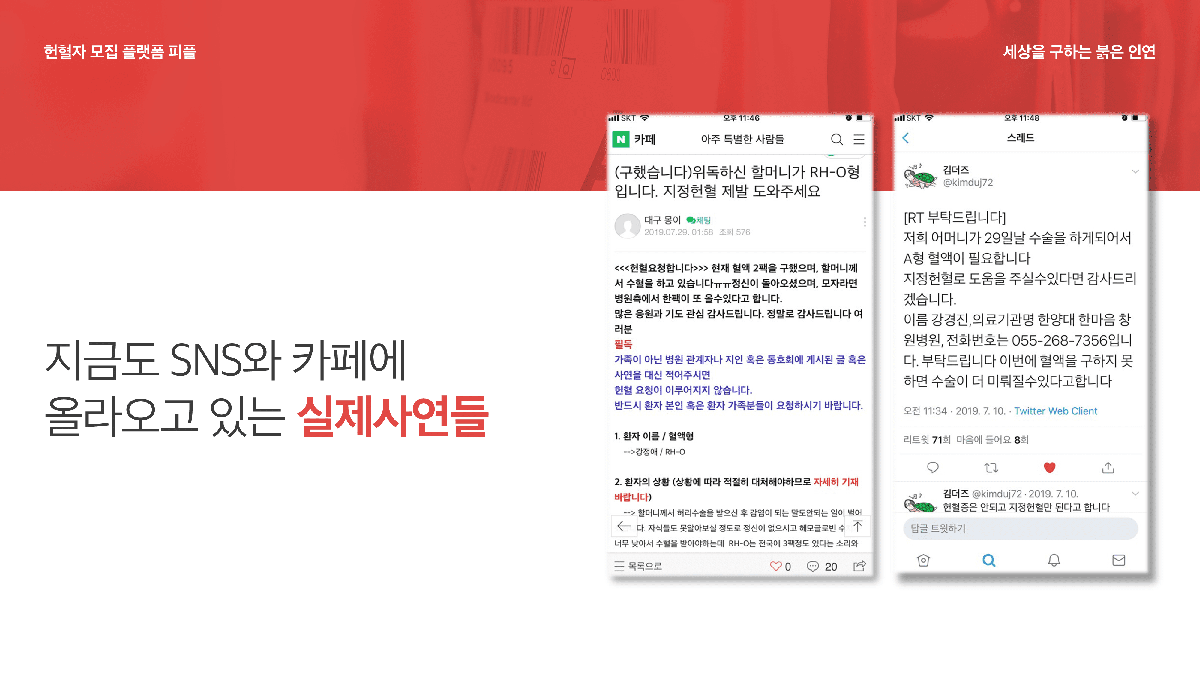 헌혈자 모집 플랫폼 피플
세상을 구하는 붉은 인연
지금도 SNS와 카페에
올라오고 있는 실제사연들
SKT 오후 11:46
N 카페 아주 특별한 사람들
(구했습니다)위독하신 할머니가 RH-O형
입니다. 지정헌혈 제발 도와주세요
대구 몽이 채팅
2019.07.29. 01:56 조회 576
<<<헌혈요청합니다>>> 현재 혈액 2팩을 구했으며, 할머니께
서 수혈을 하고 있습니다ㅠㅠ정신이 돌아오셨으며, 모자라면
병원측에서 한팩이 또 올수있다고 합니다.
많은 응원과 기도 관심 감사드립니다. 정말로 감사드립니다 여
러분
필독
가족이 아닌 병원 관계자나 지인 혹은 동호회에 게시된 글 혹은
사연을 대신 적어주시면
헌혈 요청이 이루어지지 않습니다.
반드시 환자 본인 혹은 환자 가족분들이 요청하시기 바랍니다.
1. 환자 이름 / 혈액형
-->강정애 / RH-O
2. 환자의 상황 (상황에 따라 적절히 대처해야하므로 자세히 기재
바랍니다)
--> 할머니께서 허리수술을 받으신 후 감염이 되는 말도안되는 일이 벌어
다. 자식들도 못알아보실 정도로 정신이 없으시고 헤모글로빈 수
너무 낮아서 수혈을 받아야하는데 RH-O는 전국에 3팩정도 있다는 소리와
목록으로 0 20
SKT 오후 11:48
스레드
김더즈
@kimduj72
[RT 부탁드립니다]
저희 어머니가 29일날 수술을 하게되어서
A형 혈액이 필요합니다
지정헌혈로 도움을 주실수있다면 감사드리
겠습니다.
이름 강경신,의료기관명 한양대 한마음 창
원병원, 전화번호는 055-268-7356입니
다. 부탁드립니다 이번에 혈액을 구하지 못
하면 수술이 더 미뤄질수있다고합니다
오전 11:34 · 2019. 7. 10. · Twitter Web Client
리트윗 71회 마음에 들어요 8회
김더즈 @kimduj72 · 2019. 7. 10.
헌혈증은 안되고 지정헌혈만 된다고 합니다
답글 트윗하기